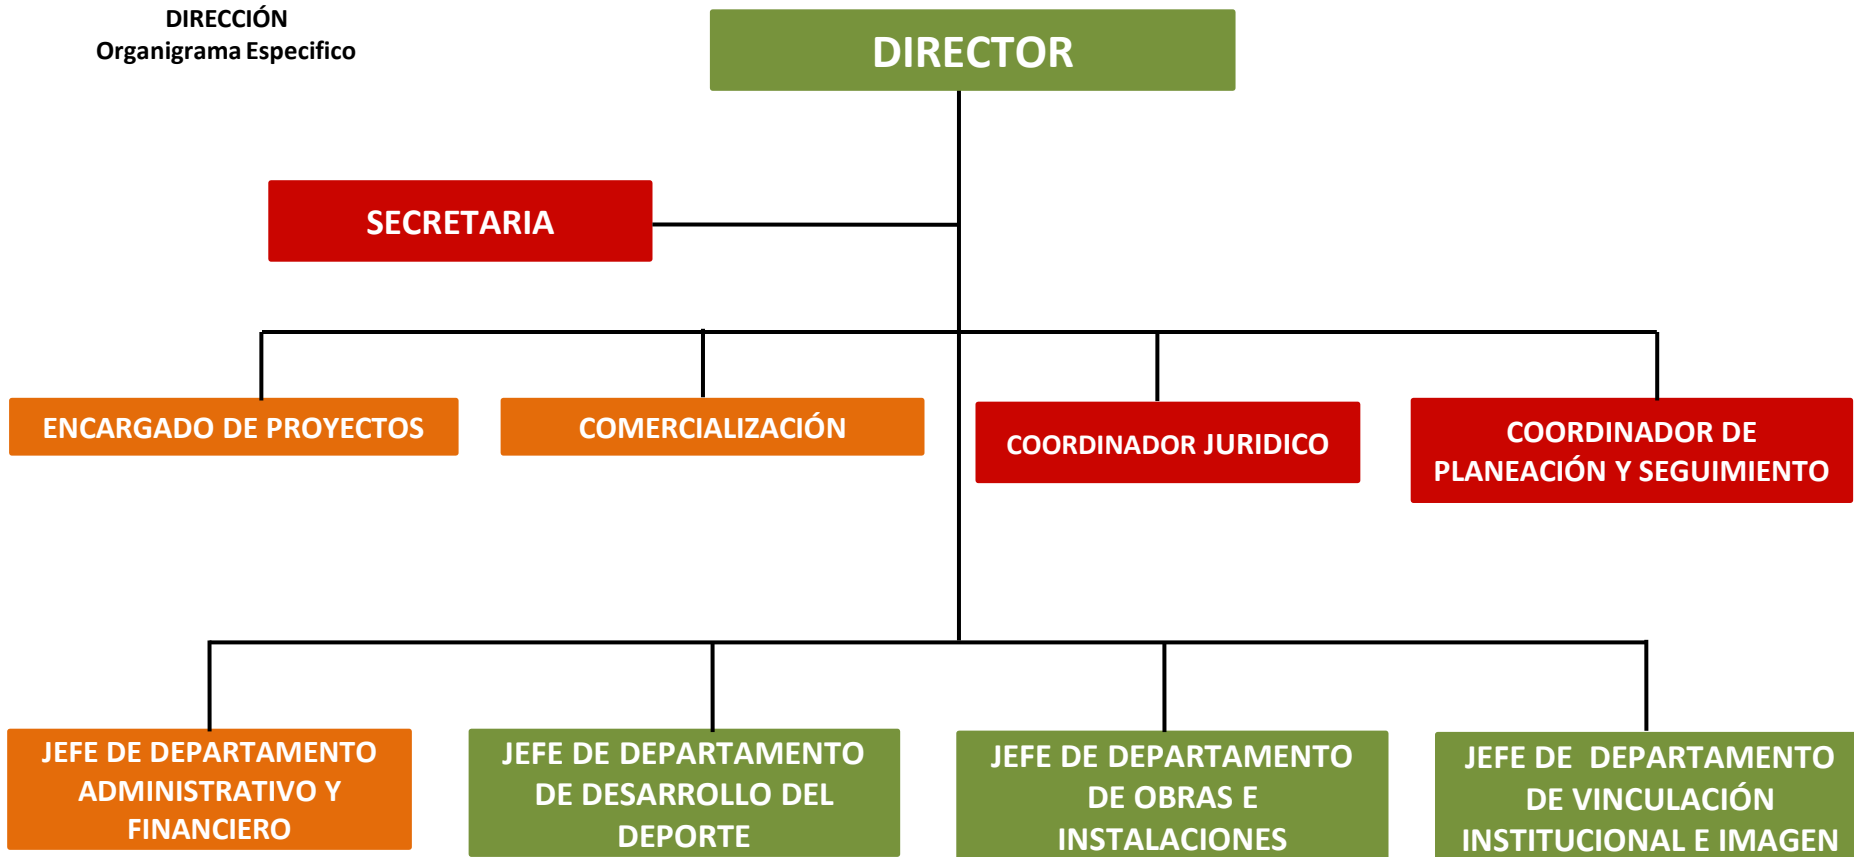 DIRECCIÓN
Organigrama Especifico
DIRECTOR
SECRETARIA
ENCARGADO DE PROYECTOS
COMERCIALIZACIÓN
COORDINADOR JURIDICO
COORDINADOR DE
PLANEACIÓN Y SEGUIMIENTO
JEFE DE DEPARTAMENTO
ADMINISTRATIVO Y
FINANCIERO
JEFE DE DEPARTAMENTO
DE DESARROLLO DEL
DEPORTE
JEFE DE DEPARTAMENTO
DE OBRAS E
INSTALACIONES
JEFE DE DEPARTAMENTO
DE VINCULACIÓN
INSTITUCIONAL E IMAGEN